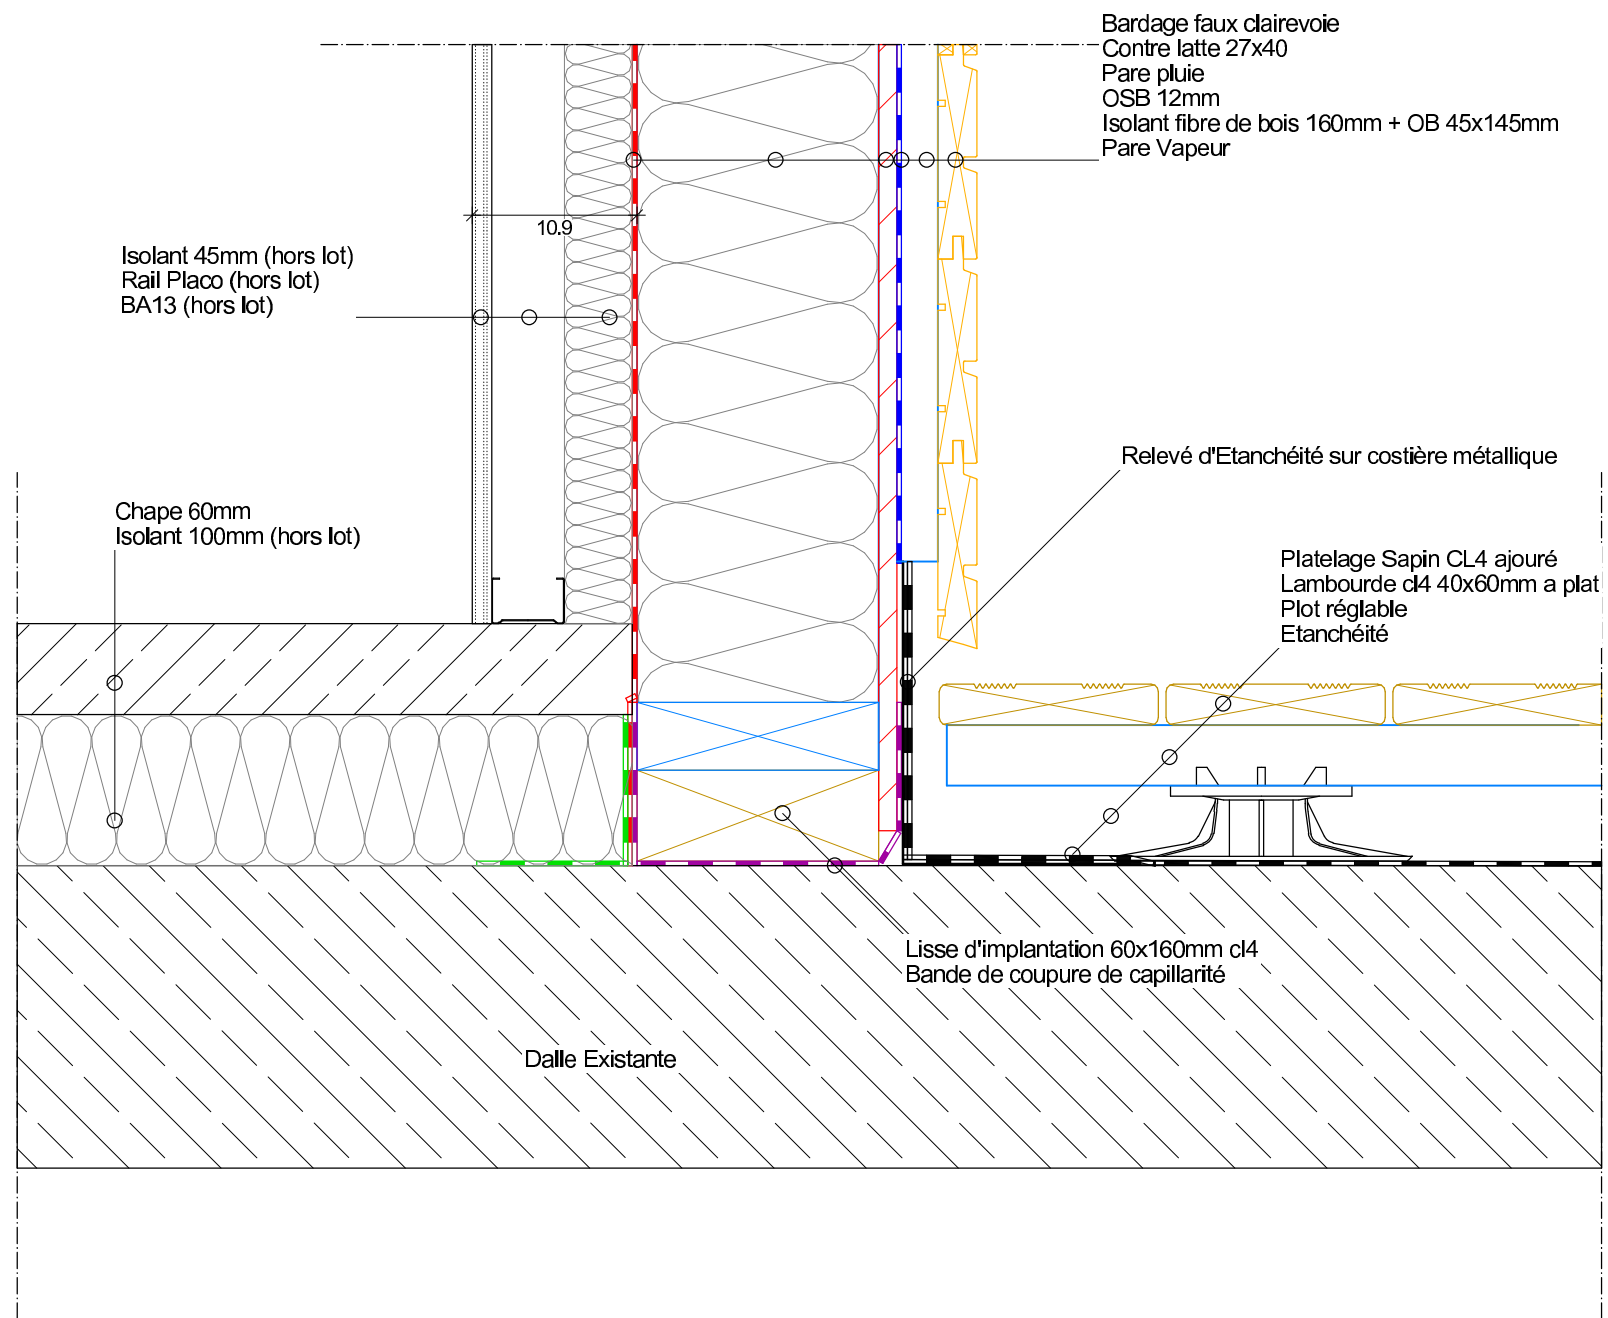 Bardage faux clairevoie
Contre latte 27x40
Pare pluie
OSB 12mm
Isolant fibre de bois 160mm + OB 45x145mm
Pare Vapeur
10.9
Isolant 45mm (hors lot)
Rail Placo (hors lot)
BA13 (hors lot)
Relevé d'Etanchéité sur costière métallique
Chape 60mm
Isolant 100mm (hors lot)
Platelage Sapin CL4 ajouré
Lambourde cl4 40x60mm a plat
Plot réglable
Etanchéité
Lisse d'implantation 60x160mm cl4
Bande de coupure de capillarité
Dalle Existante